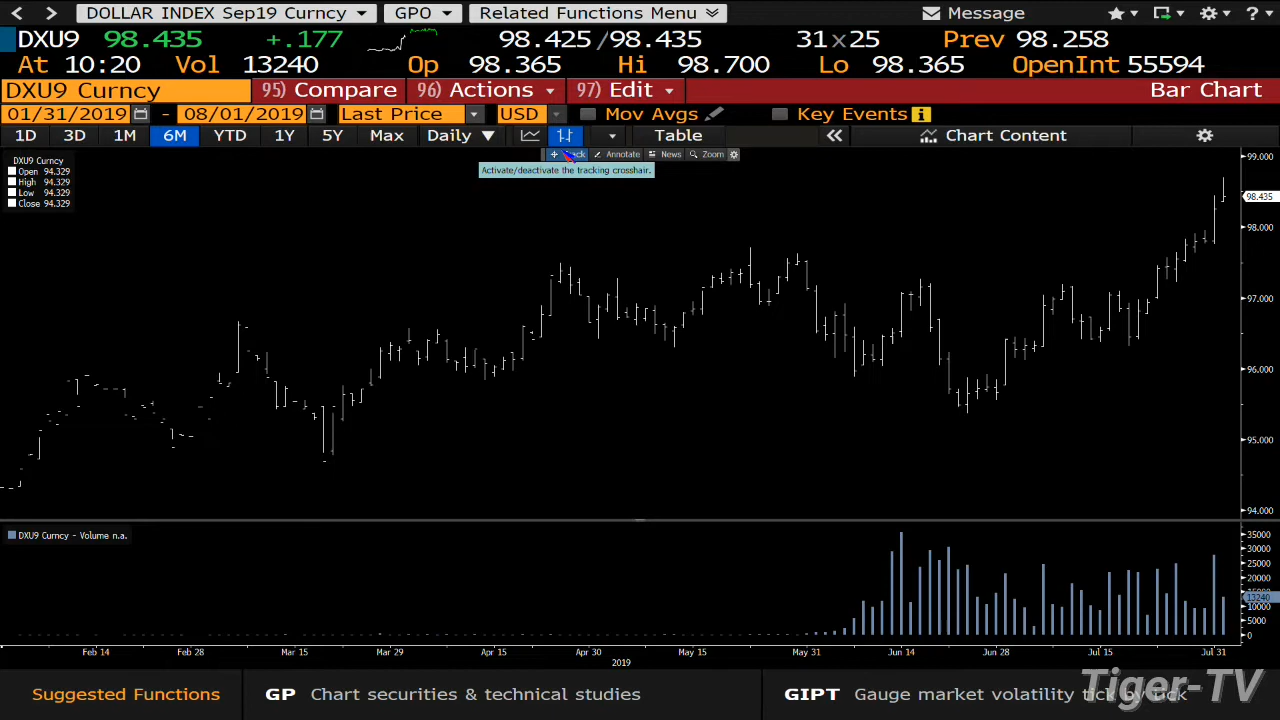 DOLLAR INDEX Sep19 Curncy GPO Related Functions Menu Message ?
DXU9 98.435 +.177 98.425 /98.435 31 x 25 Prev 98.258
At 10:20 Vol 13240 Op 98.365 Hi 98.700 Lo 98.365 OpenInt 55594
DXU9 Curncy 95) Compare 96) Actions 97) Edit Bar Chart
01/31/2019 - 08/01/2019 Last Price USD Mov Avgs Key Events i
1D 3D 1M 6M YTD 1Y 5Y Max Daily Table Chart Content
Annotate News Zoom
Activate/deactivate the tracking crosshair.
DXU9 Curncy
Open 94.329
High 94.329
Low 94.329
Close 94.329
99.000
98.435
98.000
97.000
96.000
95.000
94.000
DXU9 Curncy - Volume n.a.
35000
30000
25000
20000
13240
10000
5000
0
Feb 14 Feb 28 Mar 15 Mar 29 Apr 15 Apr 30 May 15 May 31 Jun 14 Jun 28 Jul 15 Jul 31
2019
Suggested Functions GP Chart securities & technical studies GIPT Gauge market volatility tick by tick
Tiger-TV